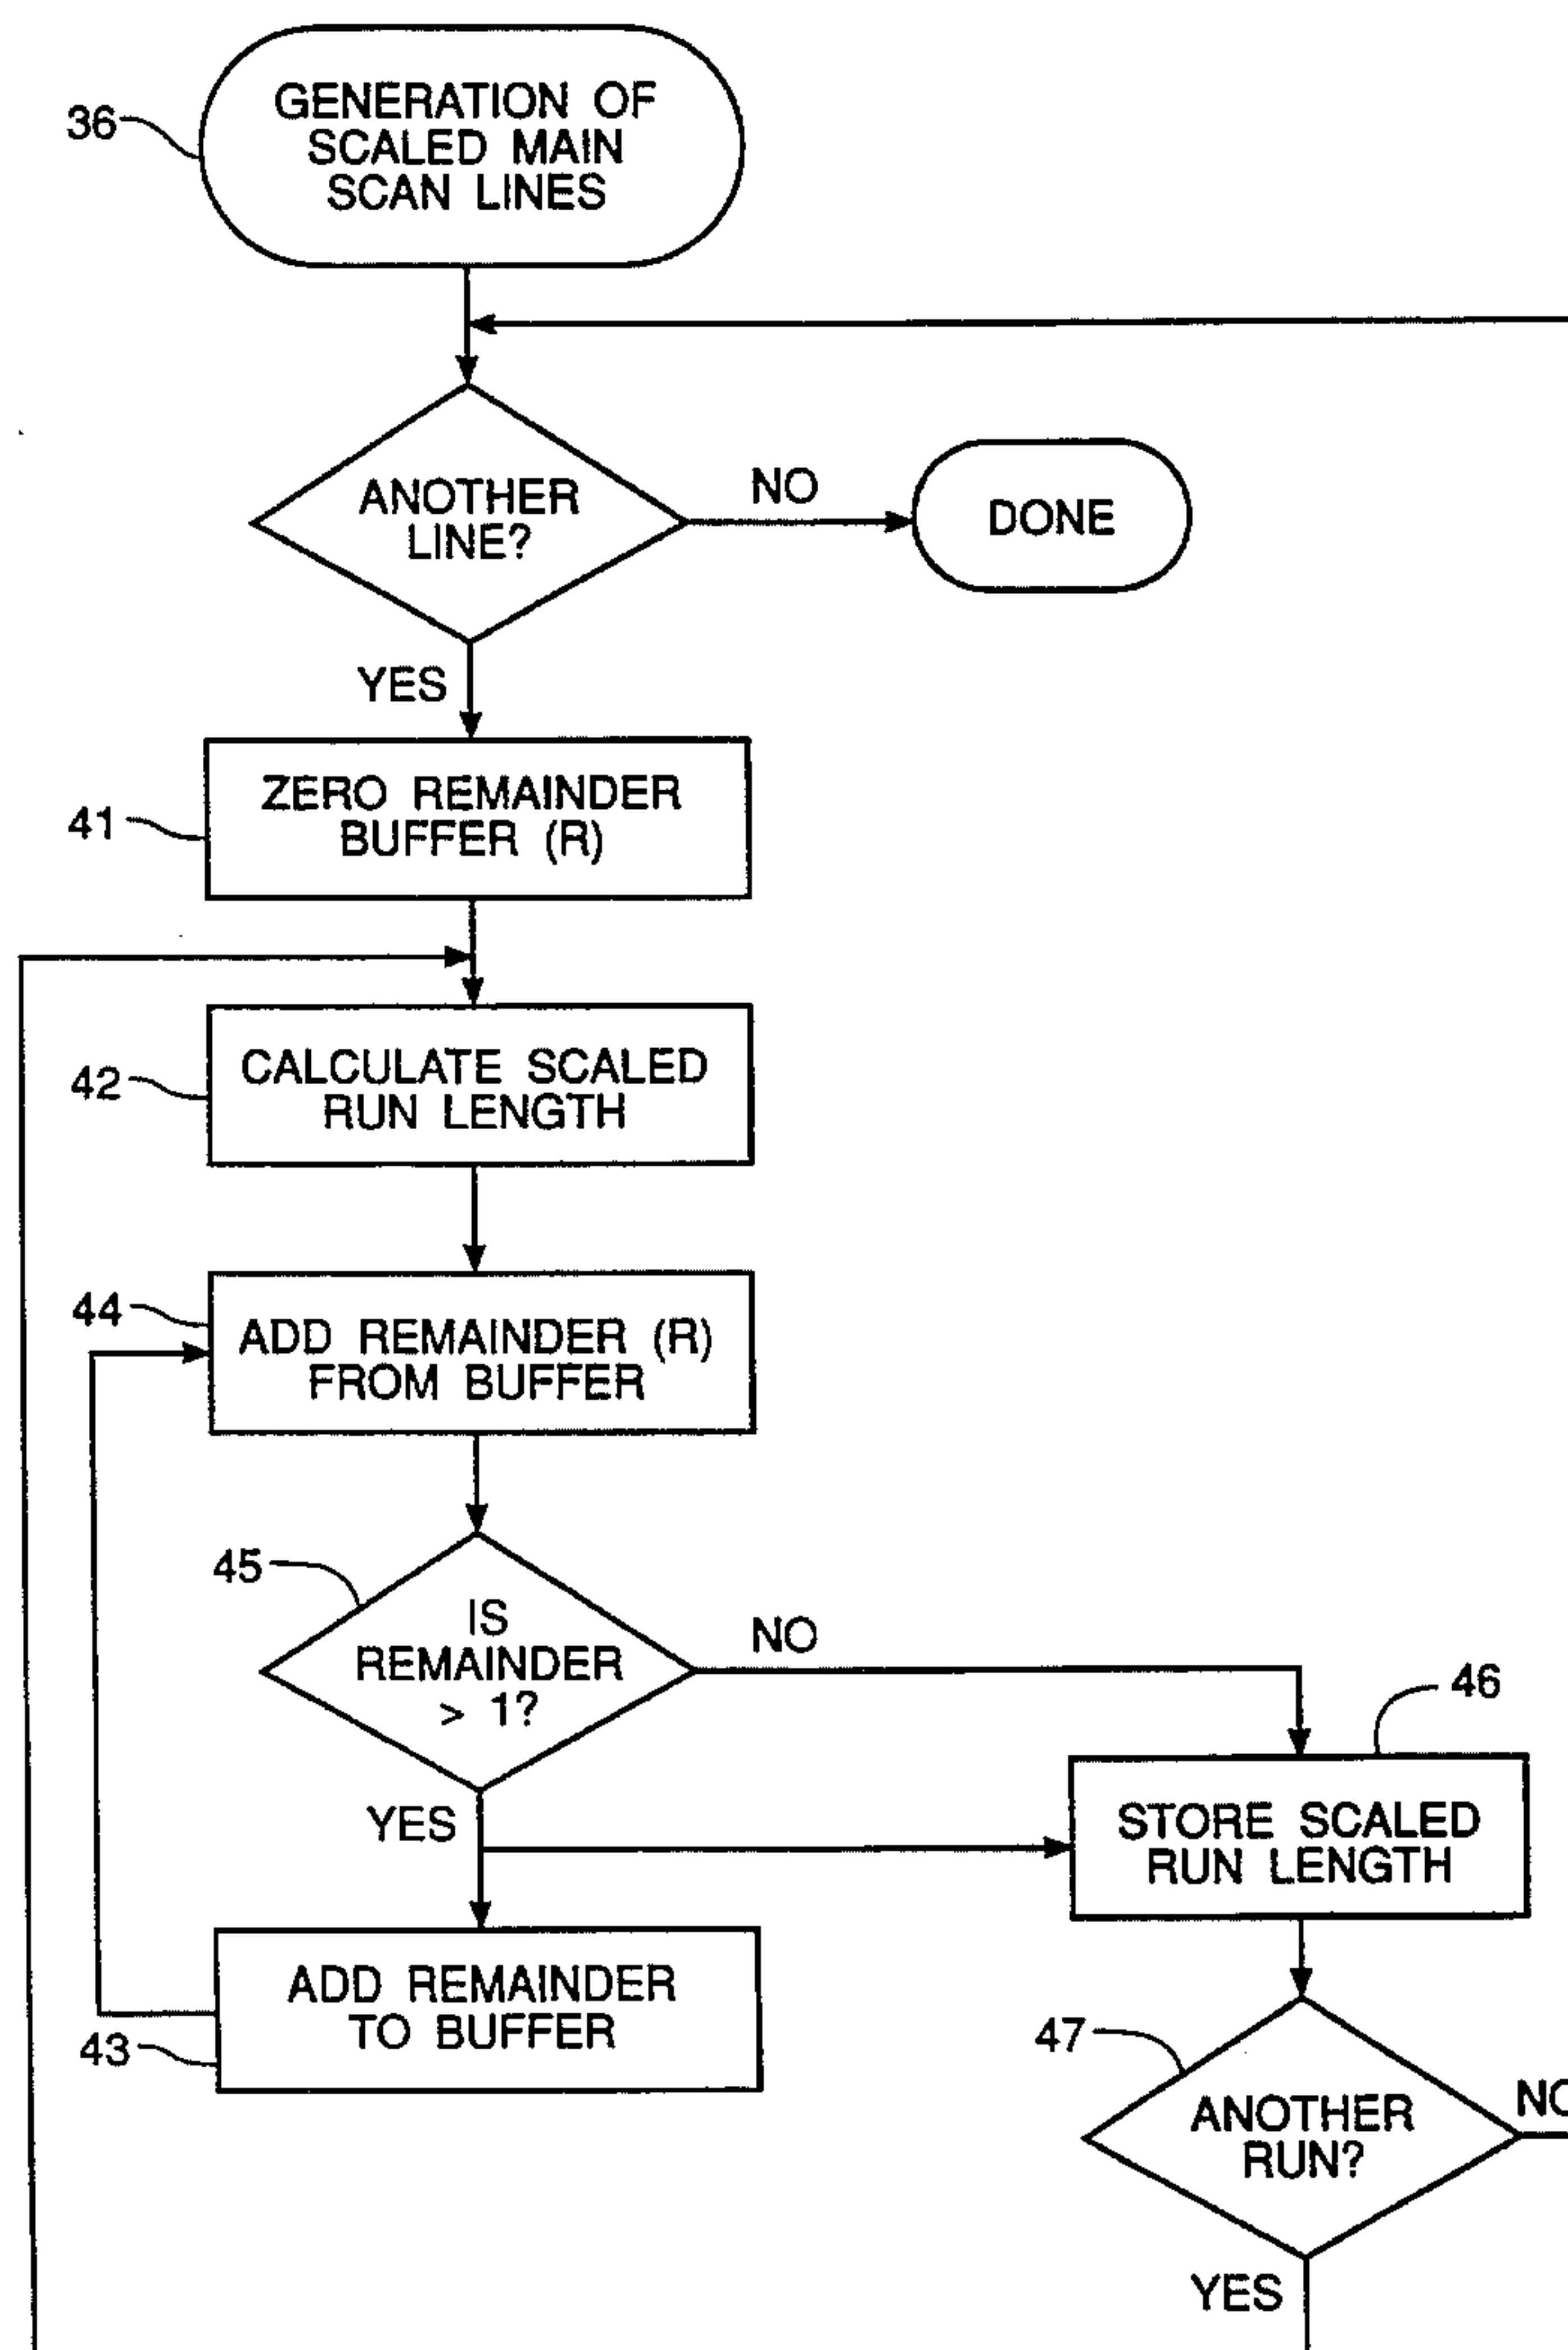 36
GENERATION OF
SCALED MAIN
SCAN LINES
ANOTHER
LINE?
NO
DONE
YES
41
ZERO REMAINDER
BUFFER (R)
42
CALCULATE SCALED
RUN LENGTH
44
ADD REMAINDER (R)
FROM BUFFER
45
IS
REMAINDER
> 1?
NO
46
YES
STORE SCALED
RUN LENGTH
43
ADD REMAINDER
TO BUFFER
47
ANOTHER
RUN?
NO
YES